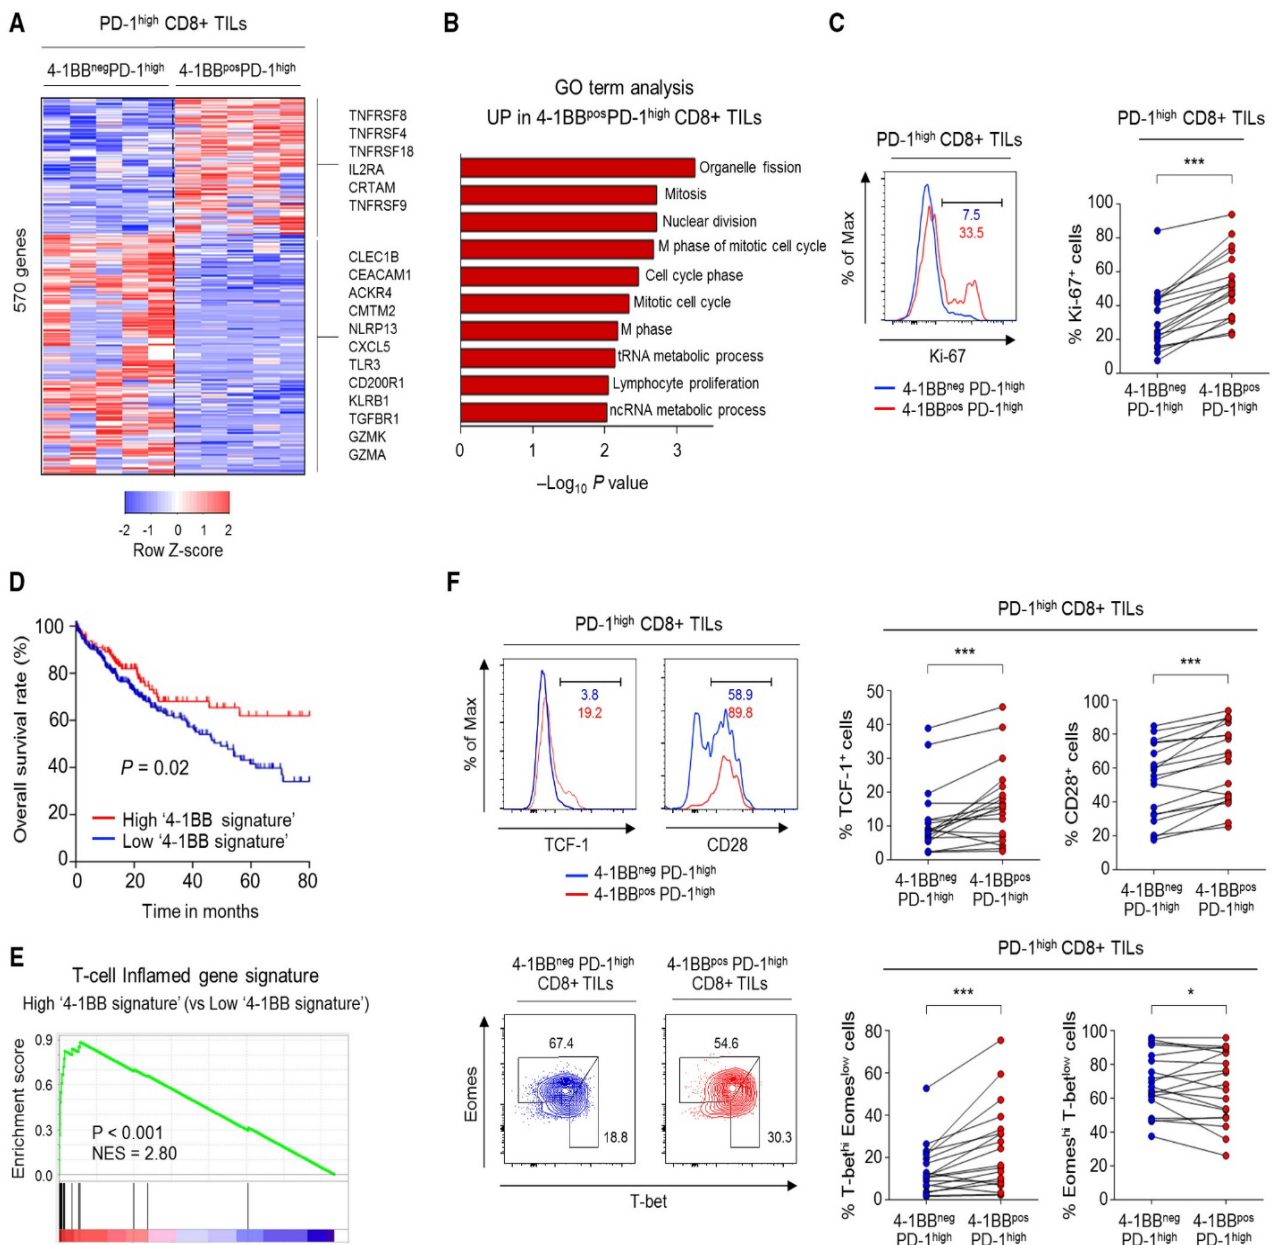 A
PD-1high CD8+ TILs
4-1BBnegPD-1high 4-1BBposPD-1high
570 genes
TNFRSF8
TNFRSF4
TNFRSF18
IL2RA
CRTAM
TNFRSF9
CLEC1B
CEACAM1
ACKR4
CMTM2
NLRP13
CXCL5
TLR3
CD200R1
KLRB1
TGFBR1
GZMK
GZMA
-2 -1 0 1 2
Row Z-score
B
GO term analysis
UP in 4-1BBposPD-1high CD8+ TILs
Organelle fission
Mitosis
Nuclear division
M phase of mitotic cell cycle
Cell cycle phase
Mitotic cell cycle
M phase
tRNA metabolic process
Lymphocyte proliferation
ncRNA metabolic process
0 1 2 3
–Log10 P value
C
PD-1high CD8+ TILs
% of Max
7.5
33.5
Ki-67
4-1BBneg PD-1high
4-1BBpos PD-1high
PD-1high CD8+ TILs
***
% Ki-67+ cells
100
80
60
40
20
0
4-1BBneg 4-1BBp
PD-1high PD-1high
D
Overall survival rate (%)
100
80
60
40
20
0
P = 0.02
High '4-1BB signature'
Low '4-1BB signature'
0 20 40 60 80
Time in months
E
T-cell Inflamed gene signature
High '4-1BB signature' (vs Low '4-1BB signature')
Enrichment score
0.9
0.6
0.3
0.0
P < 0.001
NES = 2.80
F
PD-1high CD8+ TILs
% of Max
3.8
19.2
TCF-1
58.9
89.8
CD28
4-1BBneg PD-1high
4-1BBpos PD-1high
PD-1high CD8+ TILs
***
% TCF-1+ cells
50
40
30
20
10
0
4-1BBneg 4-1BBpos
PD-1high PD-1high
***
% CD28+ cells
100
80
60
40
20
0
4-1BBneg 4-1BBpos
PD-1high PD-1high
4-1BBneg PD-1high
CD8+ TILs
4-1BBpos PD-1high
CD8+ TILs
Eomes
67.4
18.8
54.6
30.3
T-bet
PD-1high CD8+ TILs
***
% T-bethi Eomeslow cells
80
60
40
20
0
4-1BBneg 4-1BBpos
PD-1high PD-1high
*
% Eomeshi T-betlow cells
100
80
60
40
20
0
4-1BBneg 4-1BBpos
PD-1high PD-1high